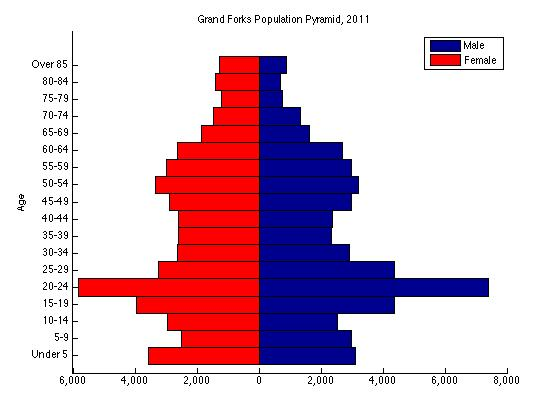 Grand Forks Population Pyramid, 2011
Male
Female
Over 85
80-84
75-79
70-74
65-69
60-64
55-59
50-54
45-49
40-44
35-39
30-34
25-29
20-24
15-19
10-14
5-9
Under 5
Age
6,000 4,000 2,000 0 2,000 4,000 6,000 8,000